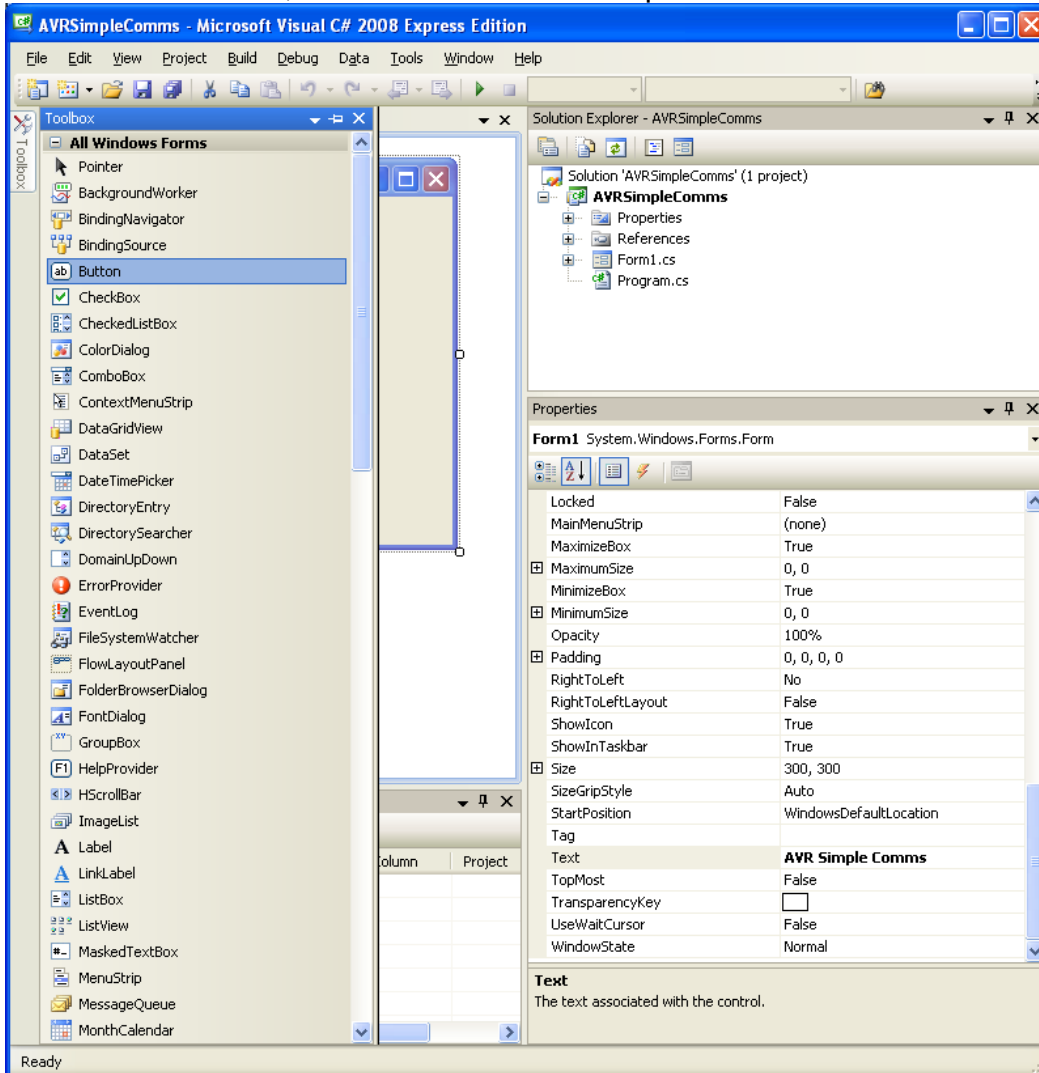 AVRSimpleComms - Microsoft Visual C# 2008 Express Edition
File Edit View Project Build Debug Data Tools Window Help
Toolbox
Toolbox
All Windows Forms
Pointer
BackgroundWorker
BindingNavigator
BindingSource
ab Button
CheckBox
CheckedListBox
ColorDialog
ComboBox
ContextMenuStrip
DataGridView
DataSet
DateTimePicker
DirectoryEntry
DirectorySearcher
DomainUpDown
ErrorProvider
EventLog
FileSystemWatcher
FlowLayoutPanel
FolderBrowserDialog
FontDialog
GroupBox
F1 HelpProvider
HScrollBar
ImageList
A Label
A LinkLabel
ListBox
ListView
MaskedTextBox
MenuStrip
MessageQueue
MonthCalendar
Project
Solution Explorer - AVRSimpleComms
Solution 'AVRSimpleComms' (1 project)
AVRSimpleComms
Properties
References
Form1.cs
Program.cs
Properties
Form1 System.Windows.Forms.Form
Locked False
MainMenuStrip (none)
MaximizeBox True
MaximumSize 0, 0
MinimizeBox True
MinimumSize 0, 0
Opacity 100%
Padding 0, 0, 0, 0
RightToLeft No
RightToLeftLayout False
ShowIcon True
ShowInTaskbar True
Size 300, 300
SizeGripStyle Auto
StartPosition WindowsDefaultLocation
Tag
Text AVR Simple Comms
TopMost False
TransparencyKey
UseWaitCursor False
WindowState Normal
Text
The text associated with the control.
Ready